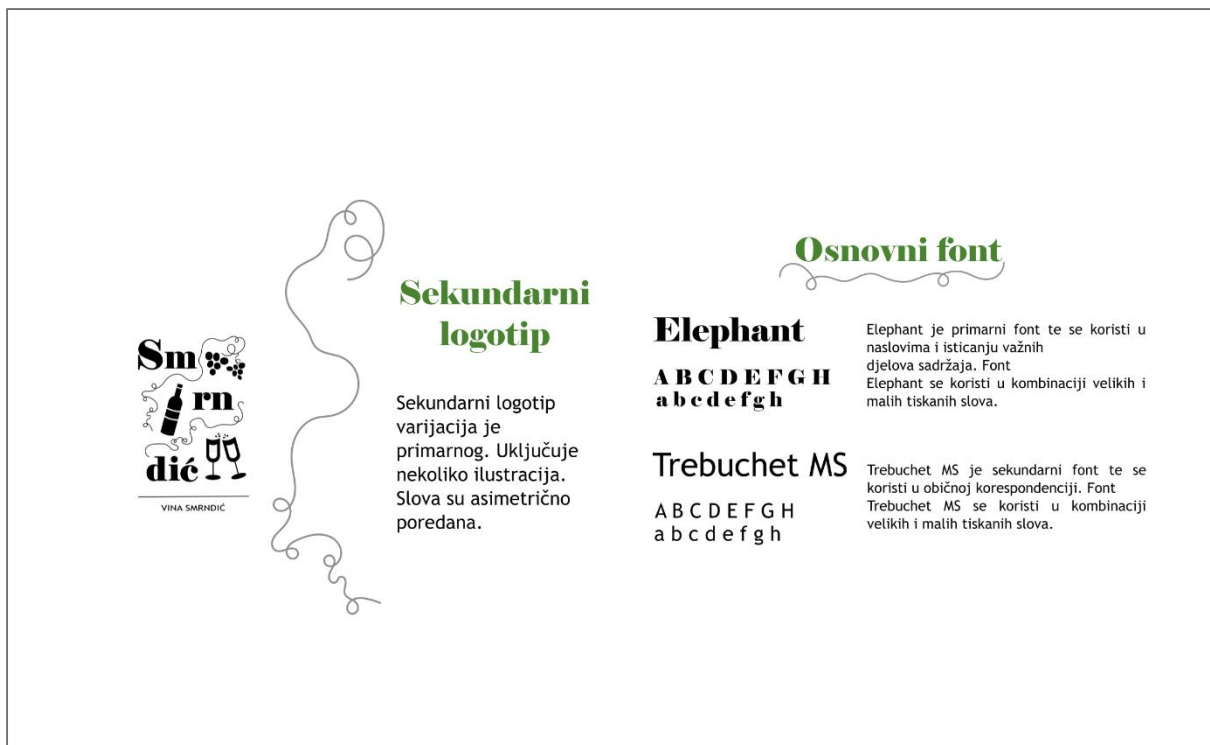 Sm
rn
dić
VINA SMRNDIĆ
Sekundarni
logotip
Sekundarni logotip
varijacija je
primarnog. Uključuje
nekoliko ilustracija.
Slova su asimetrično
poredana.
Osnovni font
Elephant
A B C D E F G H
a b c d e f g h
Elephant je primarni font te se koristi u
naslovima i isticanju važnih
djelova sadržaja. Font
Elephant se koristi u kombinaciji velikih i
malih tiskanih slova.
Trebuchet MS
A B C D E F G H
a b c d e f g h
Trebuchet MS je sekundarni font te se
koristi u običnoj korespondenciji. Font
Trebuchet MS se koristi u kombinaciji
velikih i malih tiskanih slova.